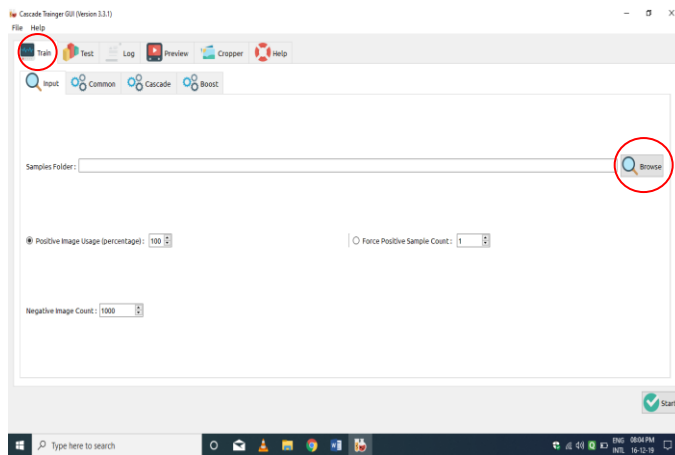 Cascade Trainger GUI (Version 3.3.1)
File Help
Train Test Log Preview Cropper Help
Input Common Cascade Boost
Samples Folder: Browse
Positive Image Usage (percentage): 100 Force Positive Sample Count: 1
Negative Image Count: 1000
Start
Type here to search
ENG 08:04 PM
INTL 16-12-19